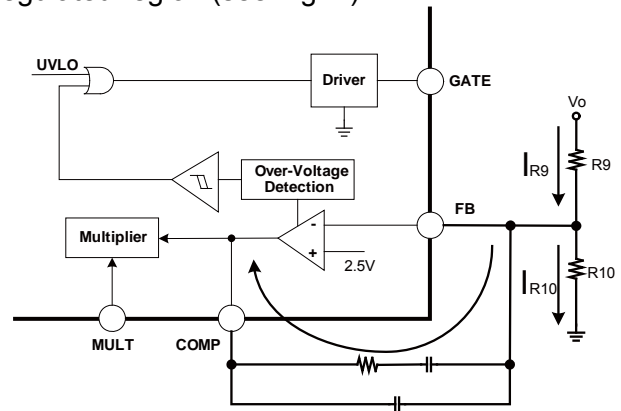 UVLO
Driver
GATE
Vo
IR9
R9
Over-Voltage
Detection
FB
Multiplier
-
+
2.5V
IR10
R10
MULT
COMP